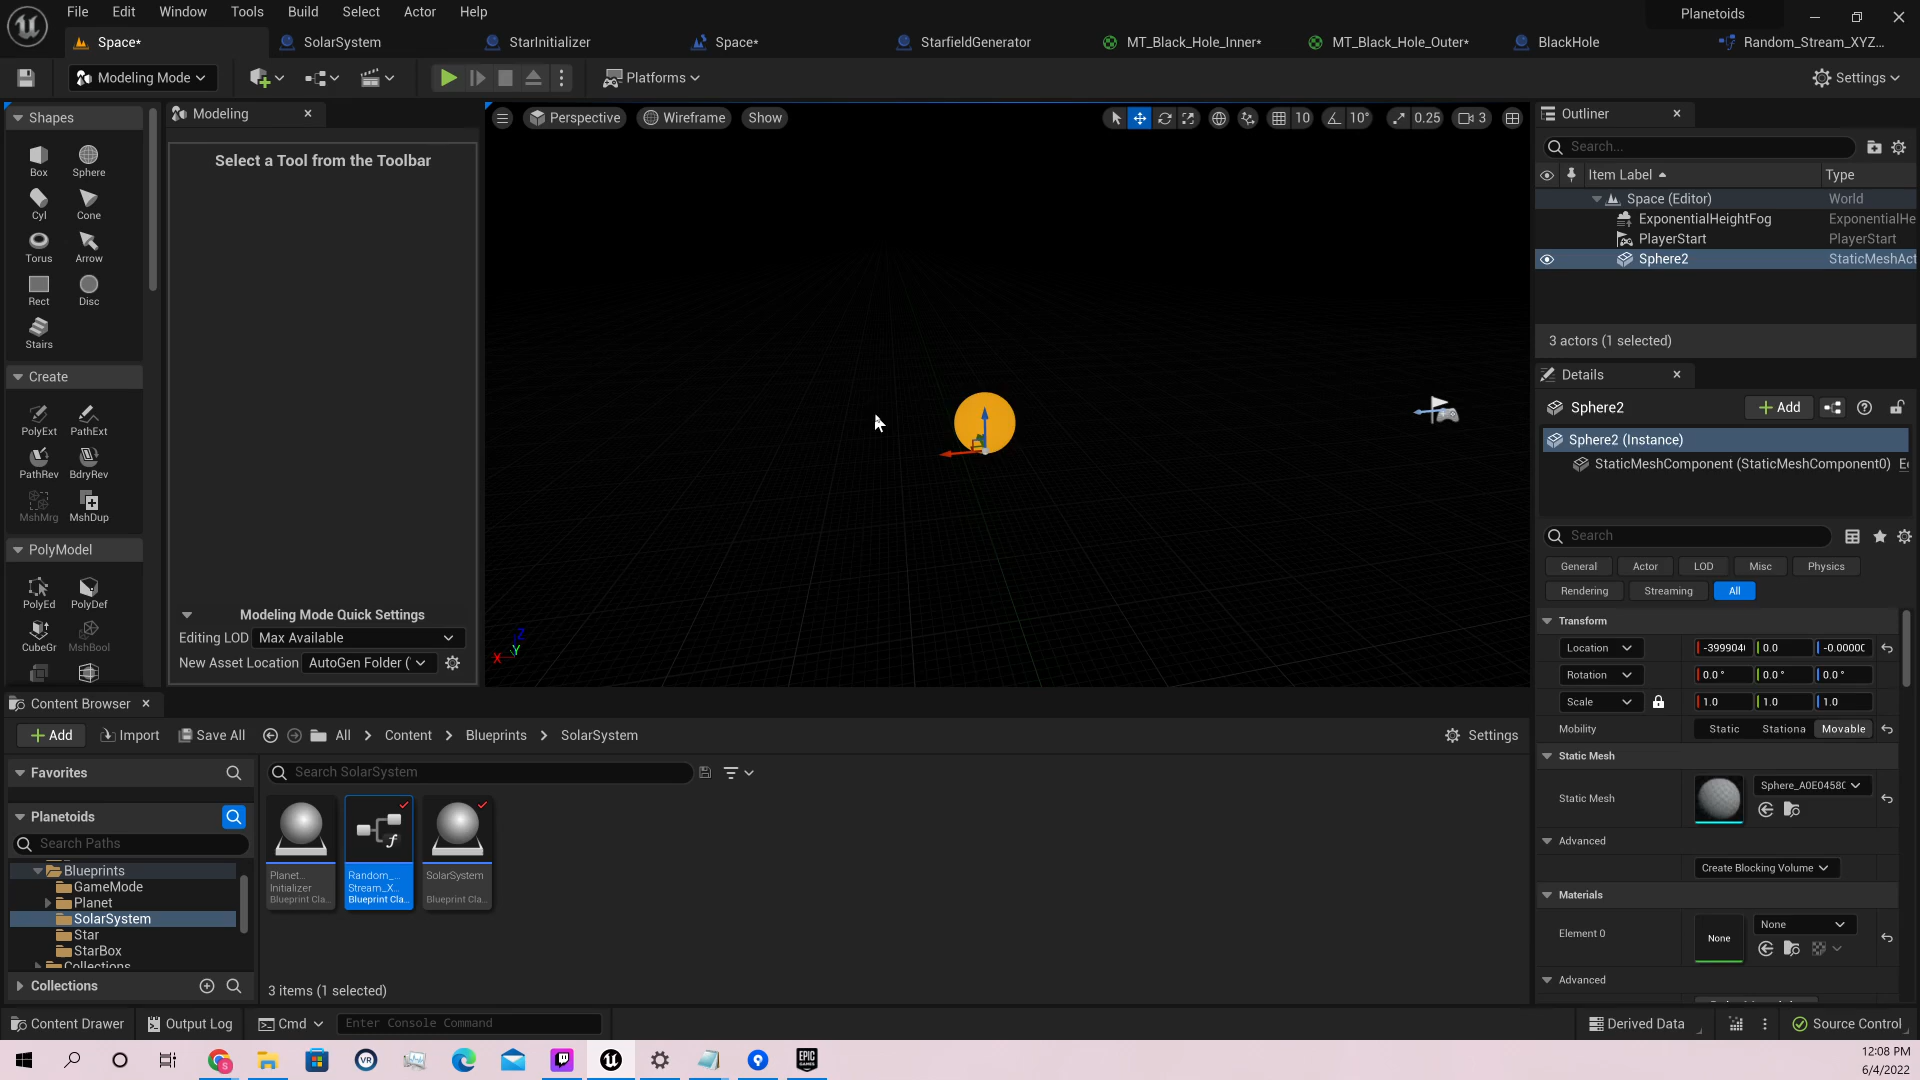 File Edit Window Tools Build Select Actor Help
Planetoids
Space* SolarSystem StarInitializer Space* StarfieldGenerator MT_Black_Hole_Inner* MT_Black_Hole_Outer* BlackHole Random_Stream_XYZ...
Modeling Mode Platforms Settings
Shapes
Box Sphere
Cyl Cone
Torus Arrow
Rect Disc
Stairs
Create
PolyExt PathExt
PathRev BdryRev
MshMrg MshDup
PolyModel
PolyEd PolyDef
CubeGr MshBool
Modeling
Select a Tool from the Toolbar
Modeling Mode Quick Settings
Editing LOD Max Available
New Asset Location AutoGen Folder (
Perspective Wireframe Show
10 10° 0.25 3
Z
X Y
Outliner
Search...
Item Label Type
Space (Editor) World
ExponentialHeightFog ExponentialHe
PlayerStart PlayerStart
Sphere2 StaticMeshAct
3 actors (1 selected)
Details
Sphere2 Add
Sphere2 (Instance)
StaticMeshComponent (StaticMeshComponent0)
Search
General Actor LOD Misc Physics
Rendering Streaming All
Transform
Location -399904 0.0 -0.0000
Rotation 0.0° 0.0° 0.0°
Scale 1.0 1.0 1.0
Mobility Static Stationa Movable
Static Mesh
Static Mesh Sphere_A0E0458
Advanced
Create Blocking Volume
Materials
Element 0 None None
Advanced
Content Browser
Add Import Save All All Content Blueprints SolarSystem Settings
Favorites
Search SolarSystem
Planetoids
Search Paths
Blueprints
GameMode
Planet
SolarSystem
Star
StarBox
Collections
Collections
Planet...
Initializer
Blueprint Cla...
Random_...
Stream_X...
Blueprint Cla...
SolarSystem
Blueprint Cla...
3 items (1 selected)
Content Drawer Output Log Cmd Enter Console Command Derived Data Source Control
VR
EPIC
GAMES
12:08 PM
6/4/2022